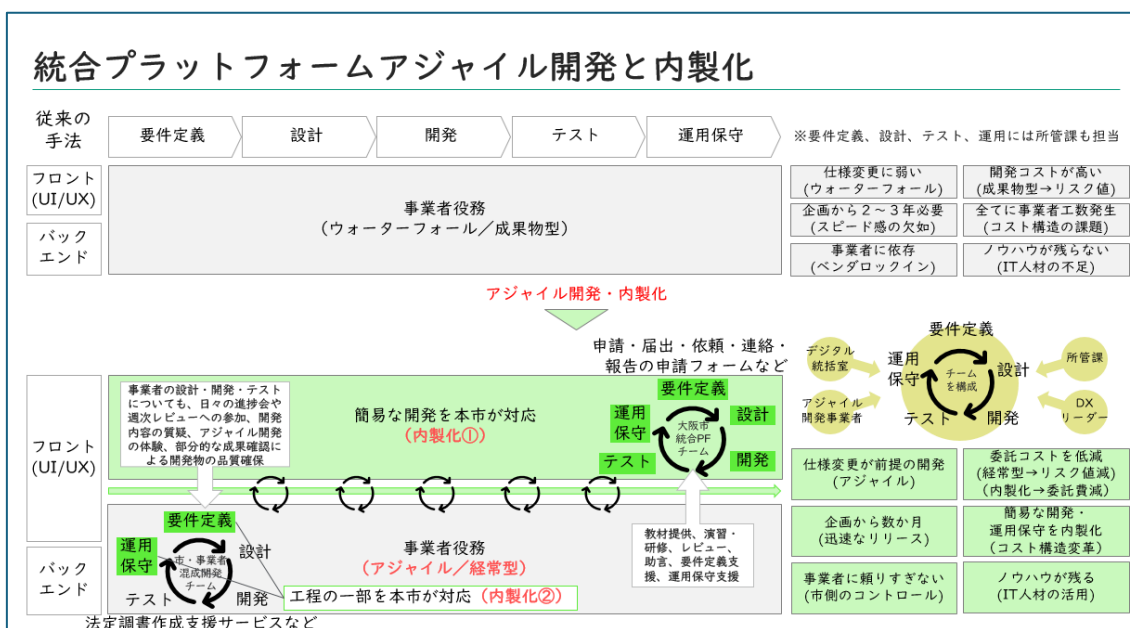 統合プラットフォームアジャイル開発と内製化
従来の
手法
要件定義
設計
開発
テスト
運用保守
※要件定義、設計、テスト、運用には所管課も担当
フロント
(UI/UX)
バック
エンド
事業者役務
(ウォーターフォール／成果物型)
仕様変更に弱い
(ウォーターフォール)
開発コストが高い
(成果物型→リスク値)
企画から２～３年必要
(スピード感の欠如)
全てに事業者工数発生
(コスト構造の課題)
事業者に依存
(ベンダロックイン)
ノウハウが残らない
(IT人材の不足)
アジャイル開発・内製化
申請・届出・依頼・連絡・
報告の申請フォームなど
デジタル
統括室
アジャイル
開発事業者
要件定義
設計
開発
テスト
運用
保守
チーム
を構成
所管課
DX
リーダー
フロント
(UI/UX)
バック
エンド
事業者の設計・開発・テスト
についても、日々の進捗会や
週次レビューへの参加、開発
内容の質疑、アジャイル開発
の体験、部分的な成果確認に
よる開発物の品質確保
簡易な開発を本市が対応
(内製化①)
要件定義
設計
開発
テスト
運用
保守
大阪市
統合PF
チーム
要件定義
設計
開発
テスト
運用
保守
市・事業者
混成開発
チーム
事業者役務
(アジャイル／経常型)
工程の一部を本市が対応 (内製化②)
教材提供、演習・
研修、レビュー、
助言、要件定義支
援、運用保守支援
法定調書作成支援サービスなど
仕様変更が前提の開発
(アジャイル)
委託コストを低減
(経常型→リスク値減)
(内製化→委託費減)
企画から数か月
(迅速なリリース)
簡易な開発・
運用保守を内製化
(コスト構造変革)
事業者に頼りすぎない
(市側のコントロール)
ノウハウが残る
(IT人材の活用)